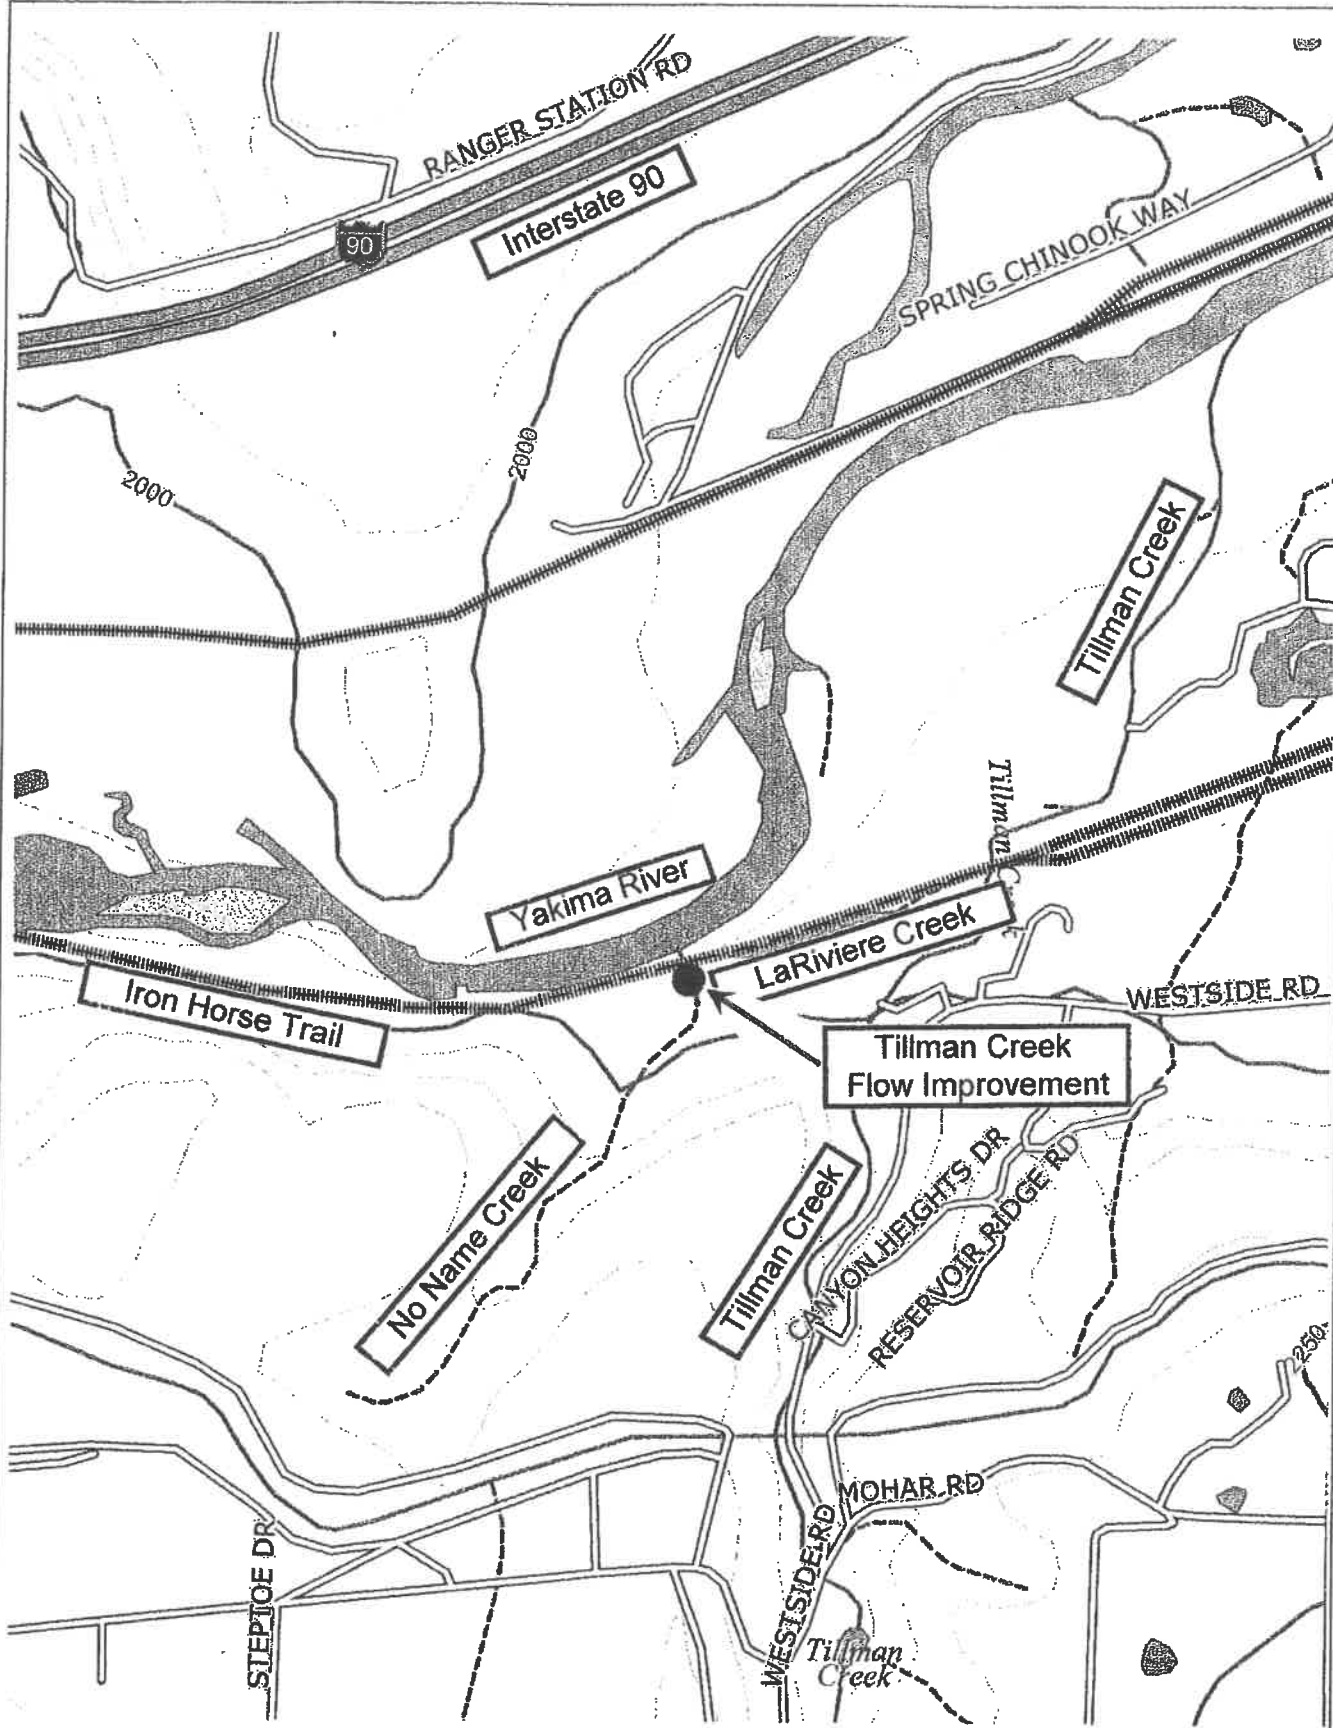 RANGER STATION RD
Interstate 90
90
SPRING CHINOOK WAY
2000
2000
Tillman Creek
Tillman
Yakima River
LaRiviere Creek
Iron Horse Trail
WESTSIDE RD
Tillman Creek
Flow Improvement
No Name Creek
Tillman Creek
CANYON HEIGHTS DR
RESERVOIR RIDGE RD
250
MOHAR RD
STEPTOE DR
WESTSIDE RD
Tillman
Creek